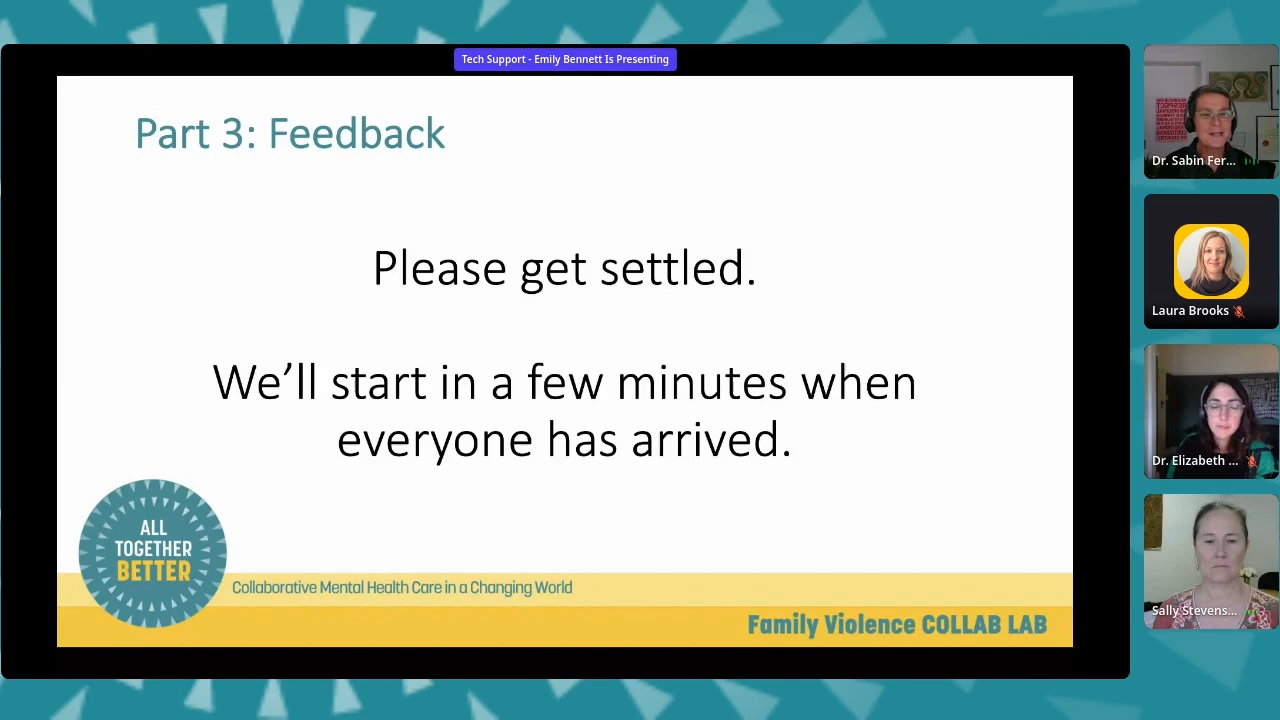 Tech Support - Emily Bennett Is Presenting
Part 3: Feedback
Please get settled.
We’ll start in a few minutes when
everyone has arrived.
ALL
TOGETHER
BETTER
Collaborative Mental Health Care in a Changing World
Family Violence COLLAB LAB
Dr. Sabin Fer...
Laura Brooks
Dr. Elizabeth ...
Sally Stevens...